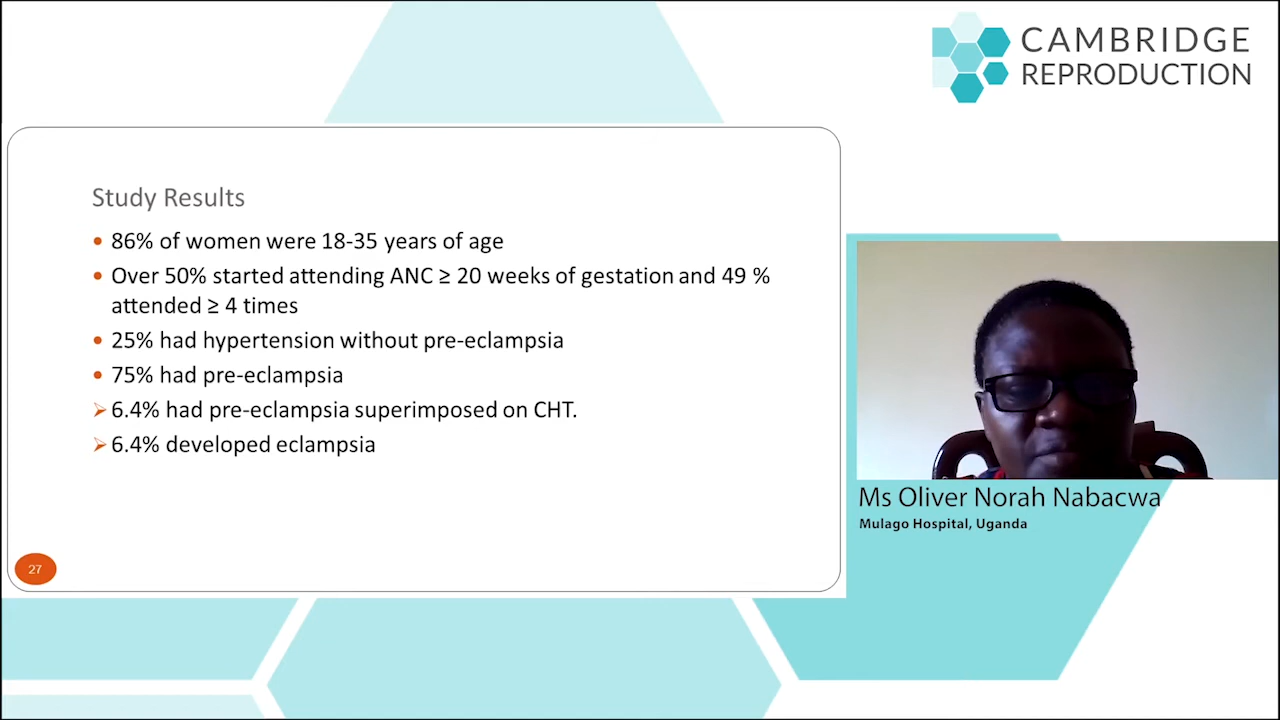 CAMBRIDGE
REPRODUCTION
Study Results
• 86% of women were 18-35 years of age
• Over 50% started attending ANC ≥ 20 weeks of gestation and 49 %
attended ≥ 4 times
• 25% had hypertension without pre-eclampsia
• 75% had pre-eclampsia
➢ 6.4% had pre-eclampsia superimposed on CHT.
➢ 6.4% developed eclampsia
27
Ms Oliver Norah Nabacwa
Mulago Hospital, Uganda